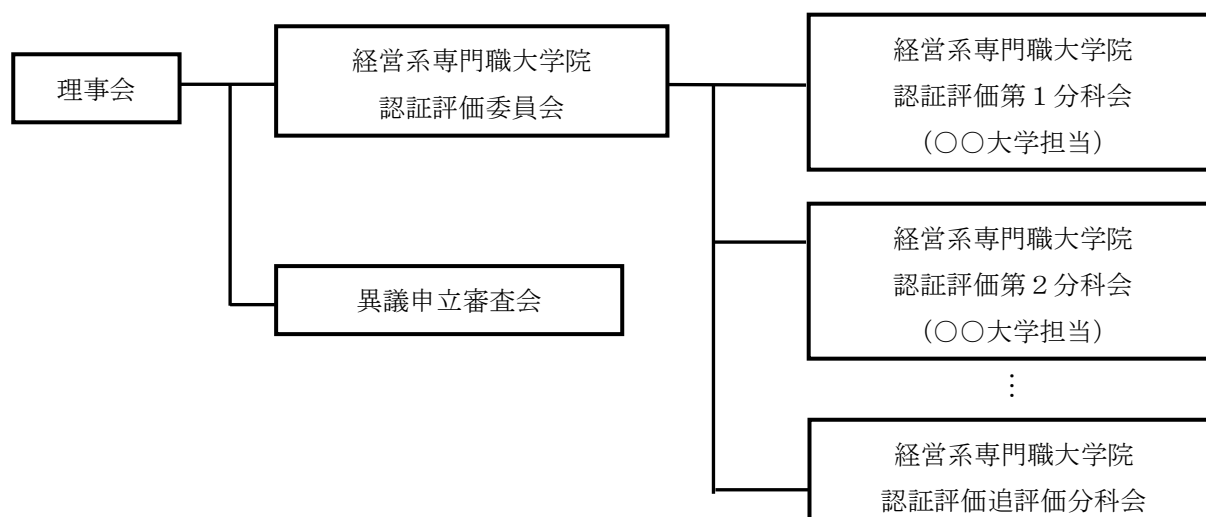 理事会
経営系専門職大学院
認証評価委員会
異議申立審査会
経営系専門職大学院
認証評価第１分科会
（○○大学担当）
経営系専門職大学院
認証評価第２分科会
（○○大学担当）
⋮
経営系専門職大学院
認証評価追評価分科会